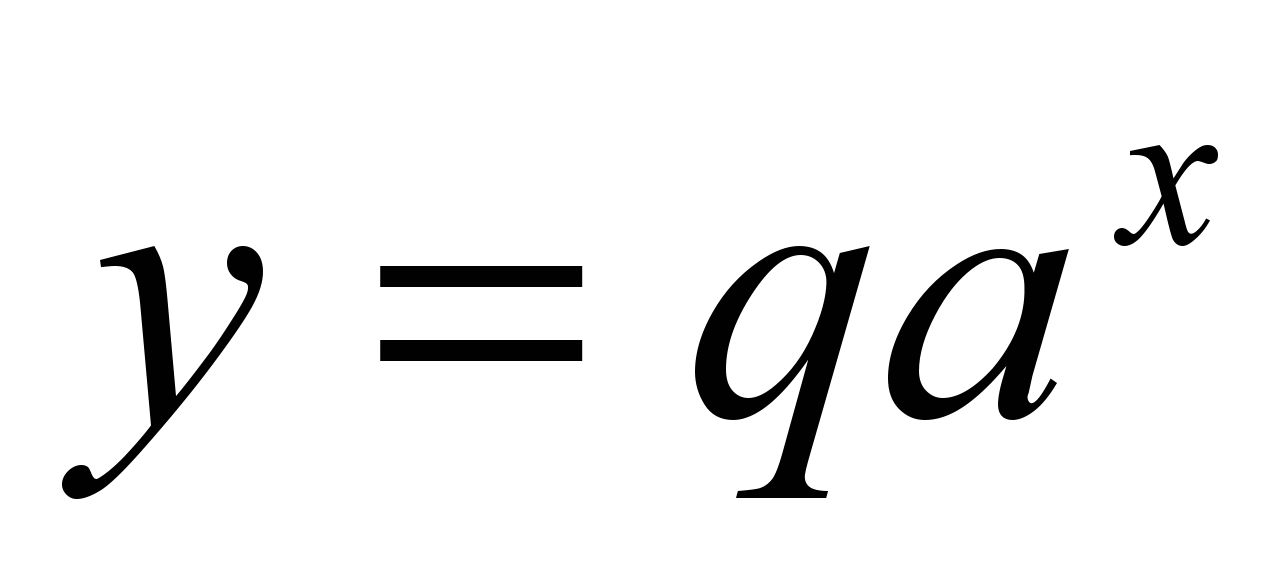 y = qa^x